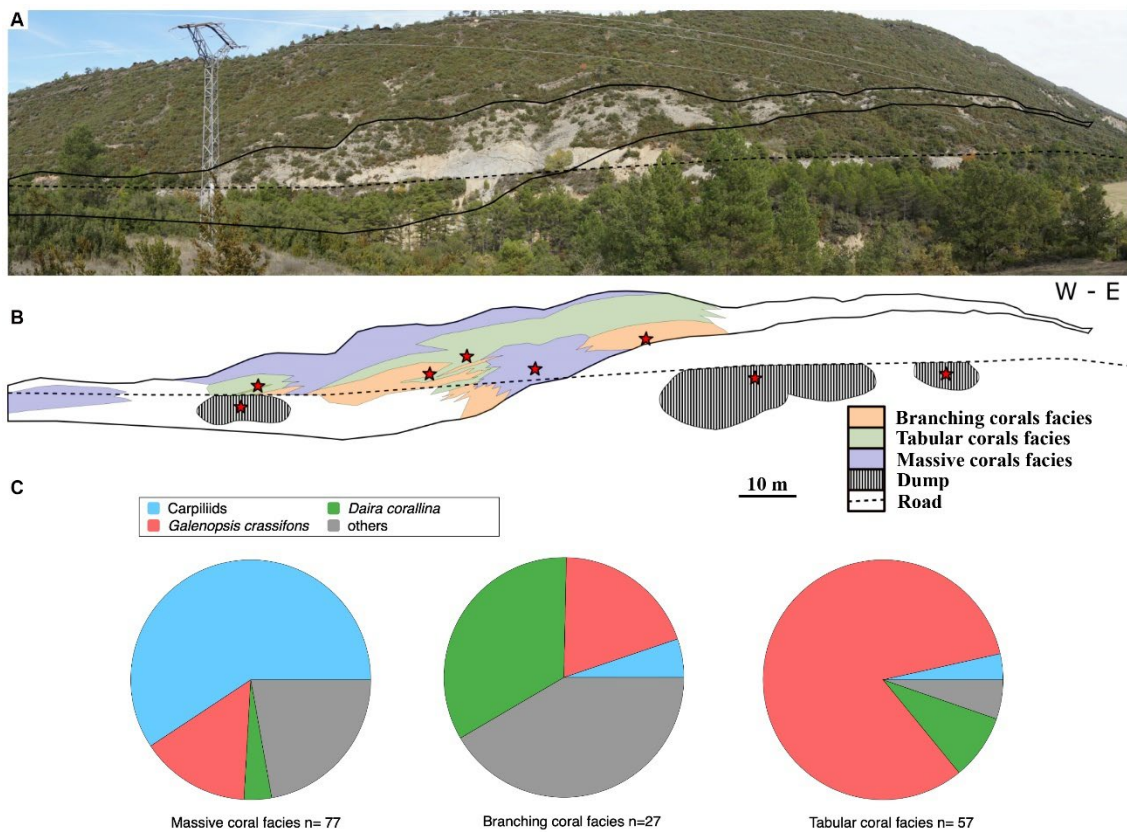 A
W - E
B
Branching corals facies
Tabular corals facies
Massive corals facies
Dump
Road
10 m
C
Carpiliids
Daira corallina
Galenopsis crassifons
others
Massive coral facies n= 77
Branching coral facies n=27
Tabular coral facies n= 57